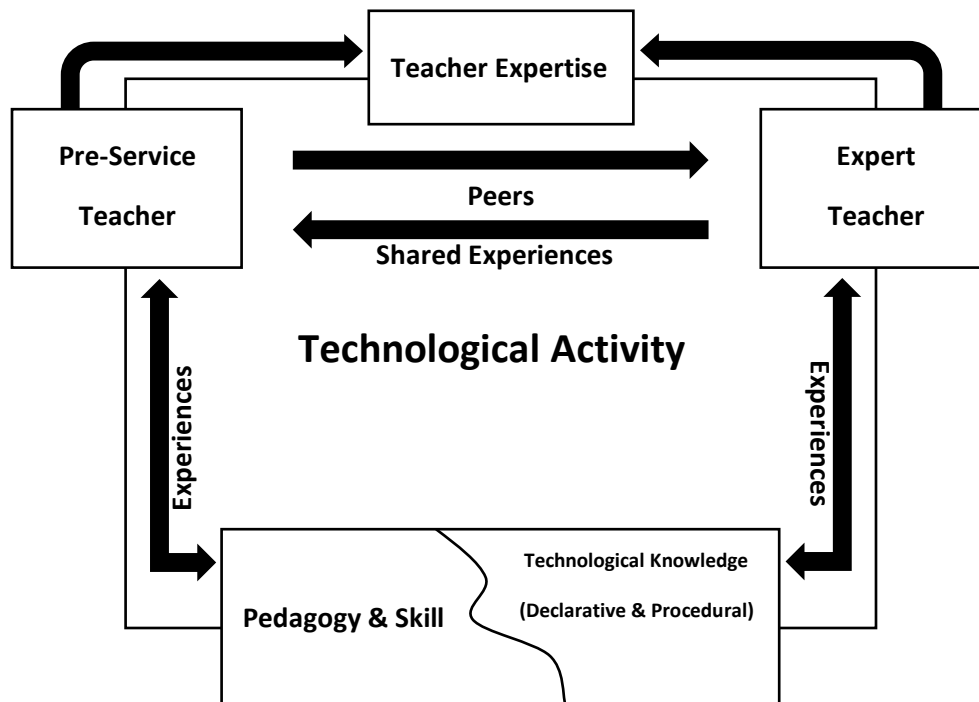 Teacher Expertise
Pre-Service
Teacher
Expert
Teacher
Peers
Shared Experiences
Technological Activity
Experiences
Experiences
Pedagogy & Skill
Technological Knowledge
(Declarative & Procedural)